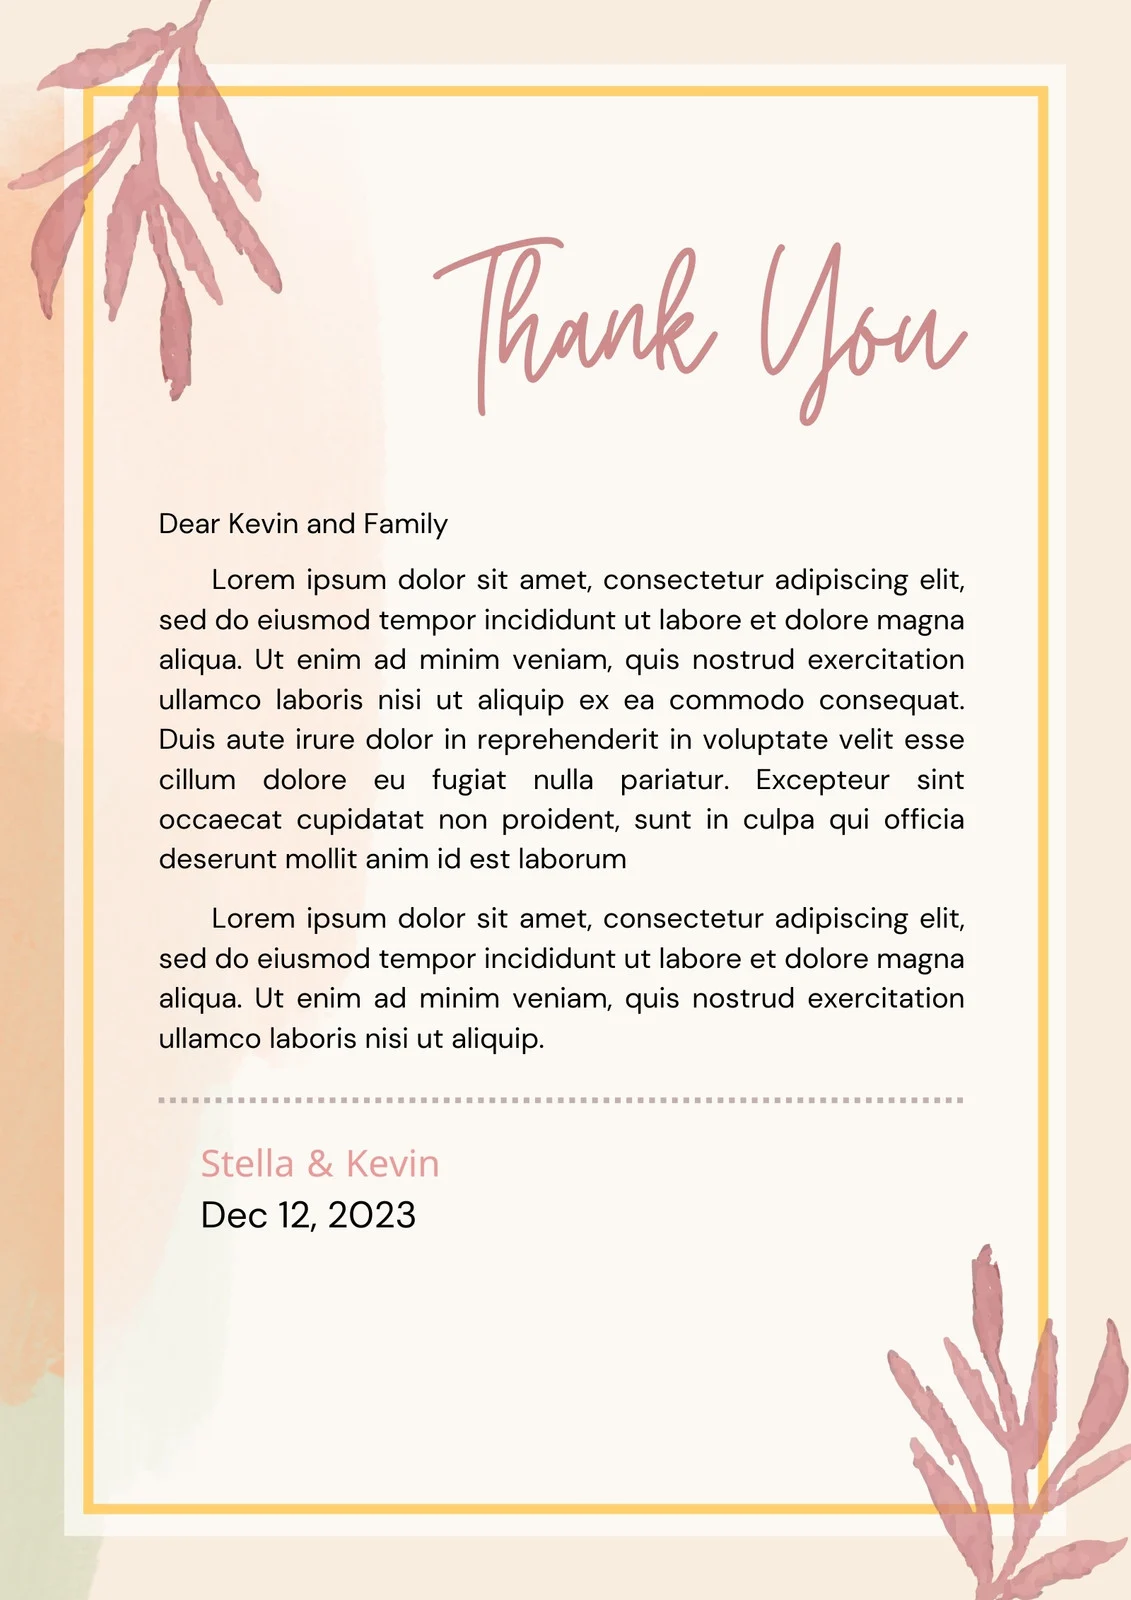 Thank You
Dear Kevin and Family
Lorem ipsum dolor sit amet, consectetur adipiscing elit,
sed do eiusmod tempor incididunt ut labore et dolore magna
aliqua. Ut enim ad minim veniam, quis nostrud exercitation
ullamco laboris nisi ut aliquip ex ea commodo consequat.
Duis aute irure dolor in reprehenderit in voluptate velit esse
cillum dolore eu fugiat nulla pariatur. Excepteur sint
occaecat cupidatat non proident, sunt in culpa qui officia
deserunt mollit anim id est laborum
Lorem ipsum dolor sit amet, consectetur adipiscing elit,
sed do eiusmod tempor incididunt ut labore et dolore magna
aliqua. Ut enim ad minim veniam, quis nostrud exercitation
ullamco laboris nisi ut aliquip.
Stella & Kevin
Dec 12, 2023